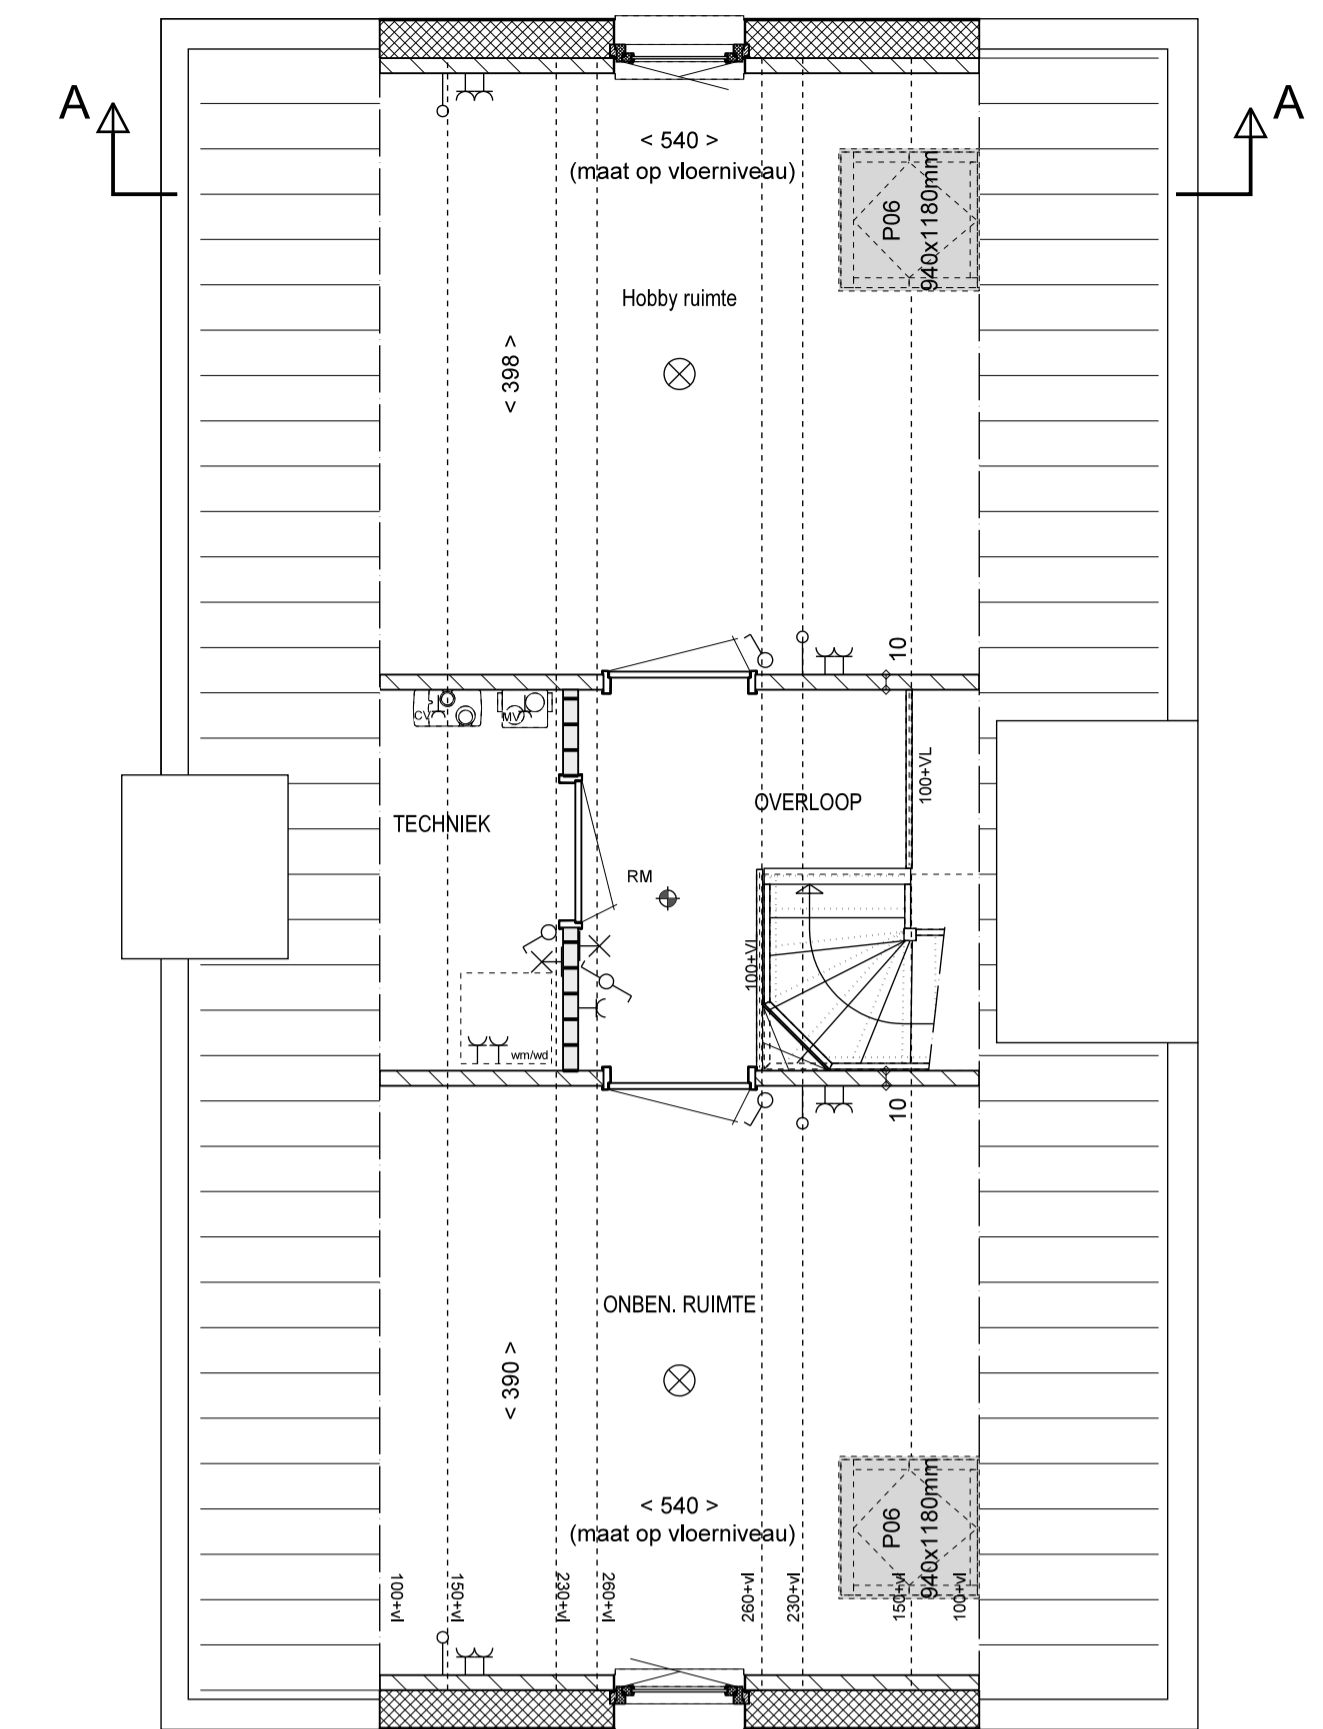 A
A
< 540 >
(maat op vloerniveau)
P06
940x1180mm
Hobby ruimte
< 398 >
10
CV
MV
OVERLOOP
100+VL
TECHNIEK
RM
100+VL
wm/wd
10
ONBEN. RUIMTE
< 390 >
< 540 >
(maat op vloerniveau)
P06
940x1180mm
100+vl
150+vl
230+vl
260+vl
260+vl
230+vl
150+vl
100+vl